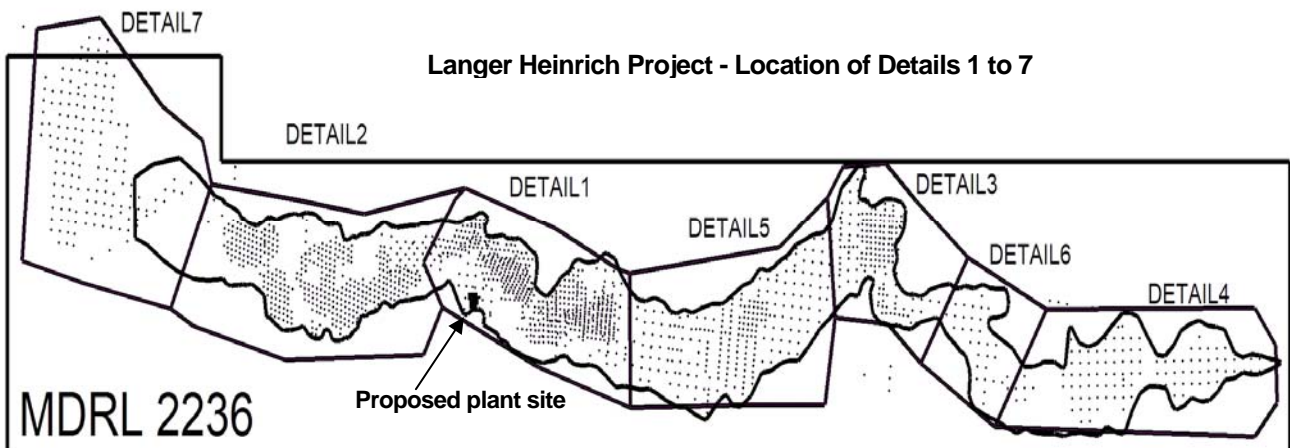 DETAIL7
Langer Heinrich Project - Location of Details 1 to 7
DETAIL2
DETAIL1
DETAIL3
DETAIL5
DETAIL6
DETAIL4
Proposed plant site
MDRL 2236